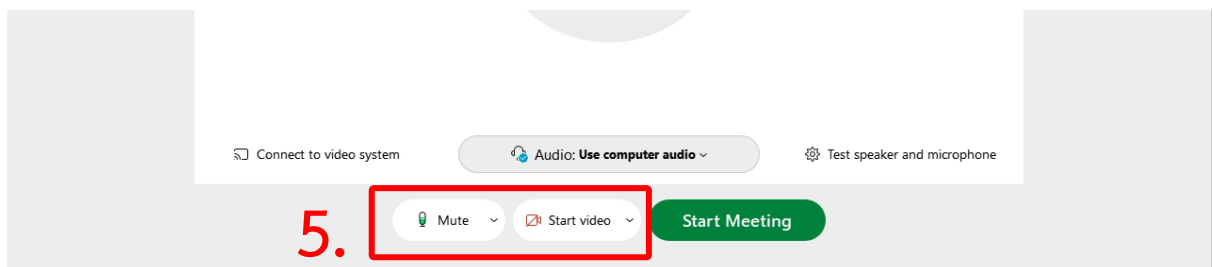 Connect to video system Audio: Use computer audio Test speaker and microphone
5. Mute Start video Start Meeting